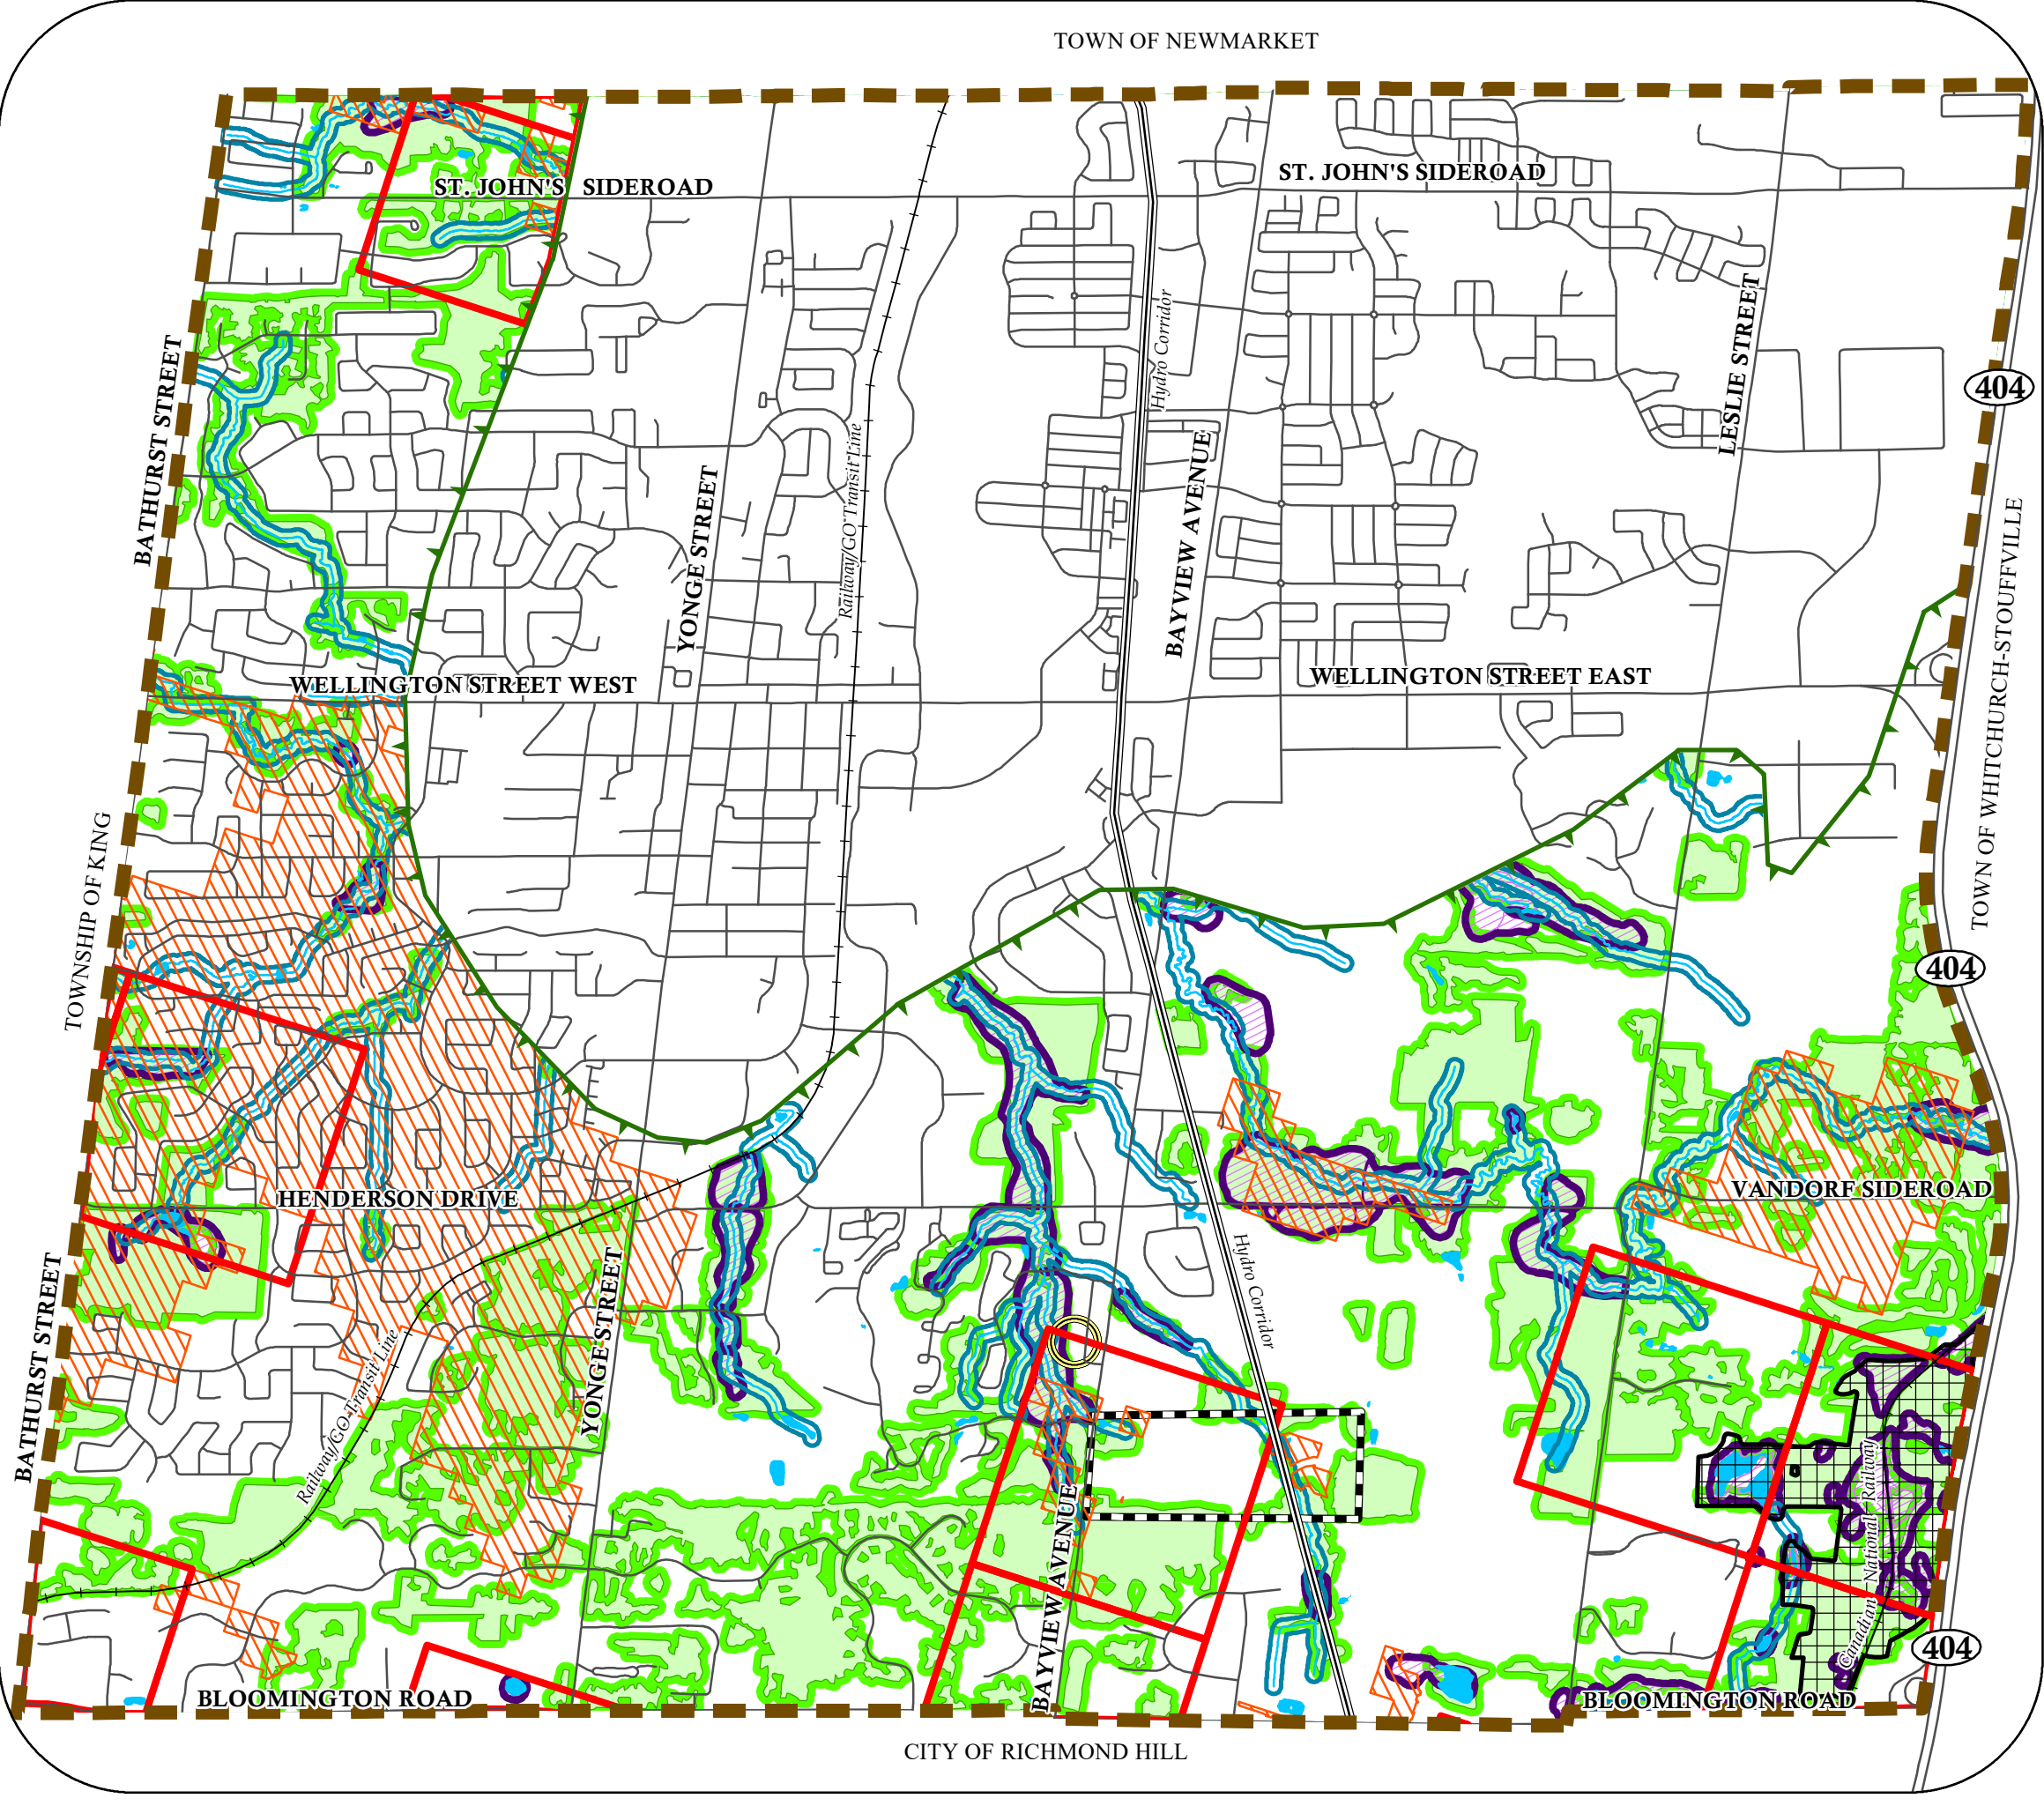 TOWN OF NEWMARKET
ST. JOHN'S SIDEROAD
ST. JOHN'S SIDEROAD
Hydro Corridor
LESLIE STREET
404
BATHURST STREET
Railway/GO Transit Line
YONGE STREET
BAYVIEW AVENUE
TOWN OF WHITCHURCH-STOUFFVILLE
WELLINGTON STREET WEST
WELLINGTON STREET EAST
TOWNSHIP OF KING
404
HENDERSON DRIVE
VANDORF SIDEROAD
Hydro Corridor
BATHURST STREET
YONGE STREET
Railway/GO Transit Line
BAYVIEW AVENUE
Canadian National Railway
404
BLOOMINGTON ROAD
BLOOMINGTON ROAD
CITY OF RICHMOND HILL